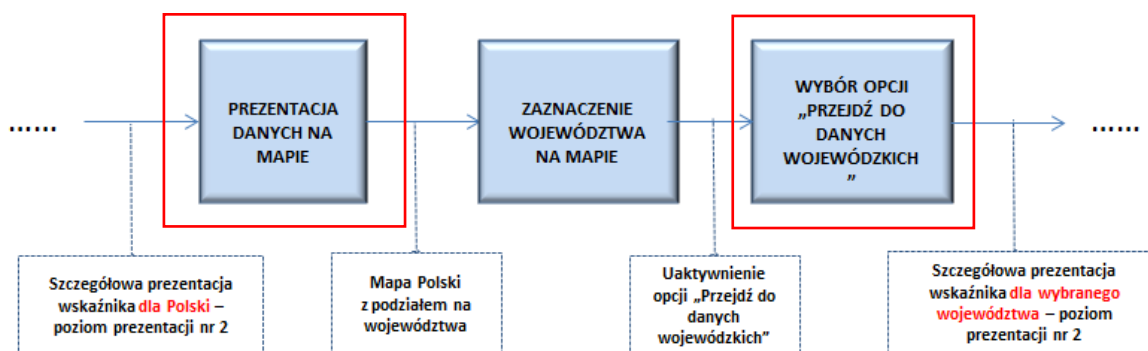 PREZENTACJA
DANYCH NA
MAPIE
ZAZNACZENIE
WOJEWÓDZTWA
NA MAPIE
WYBÓR OPCJI
„PRZEJDŹ DO
DANYCH
WOJEWÓDZKICH
”
......
......
Szczegółowa prezentacja
wskaźnika dla Polski –
poziom prezentacji nr 2
Mapa Polski
z podziałem na
województwa
Uaktywnienie
opcji „Przejdź do
danych
wojewódzkich”
Szczegółowa prezentacja
wskaźnika dla wybranego
województwa – poziom
prezentacji nr 2